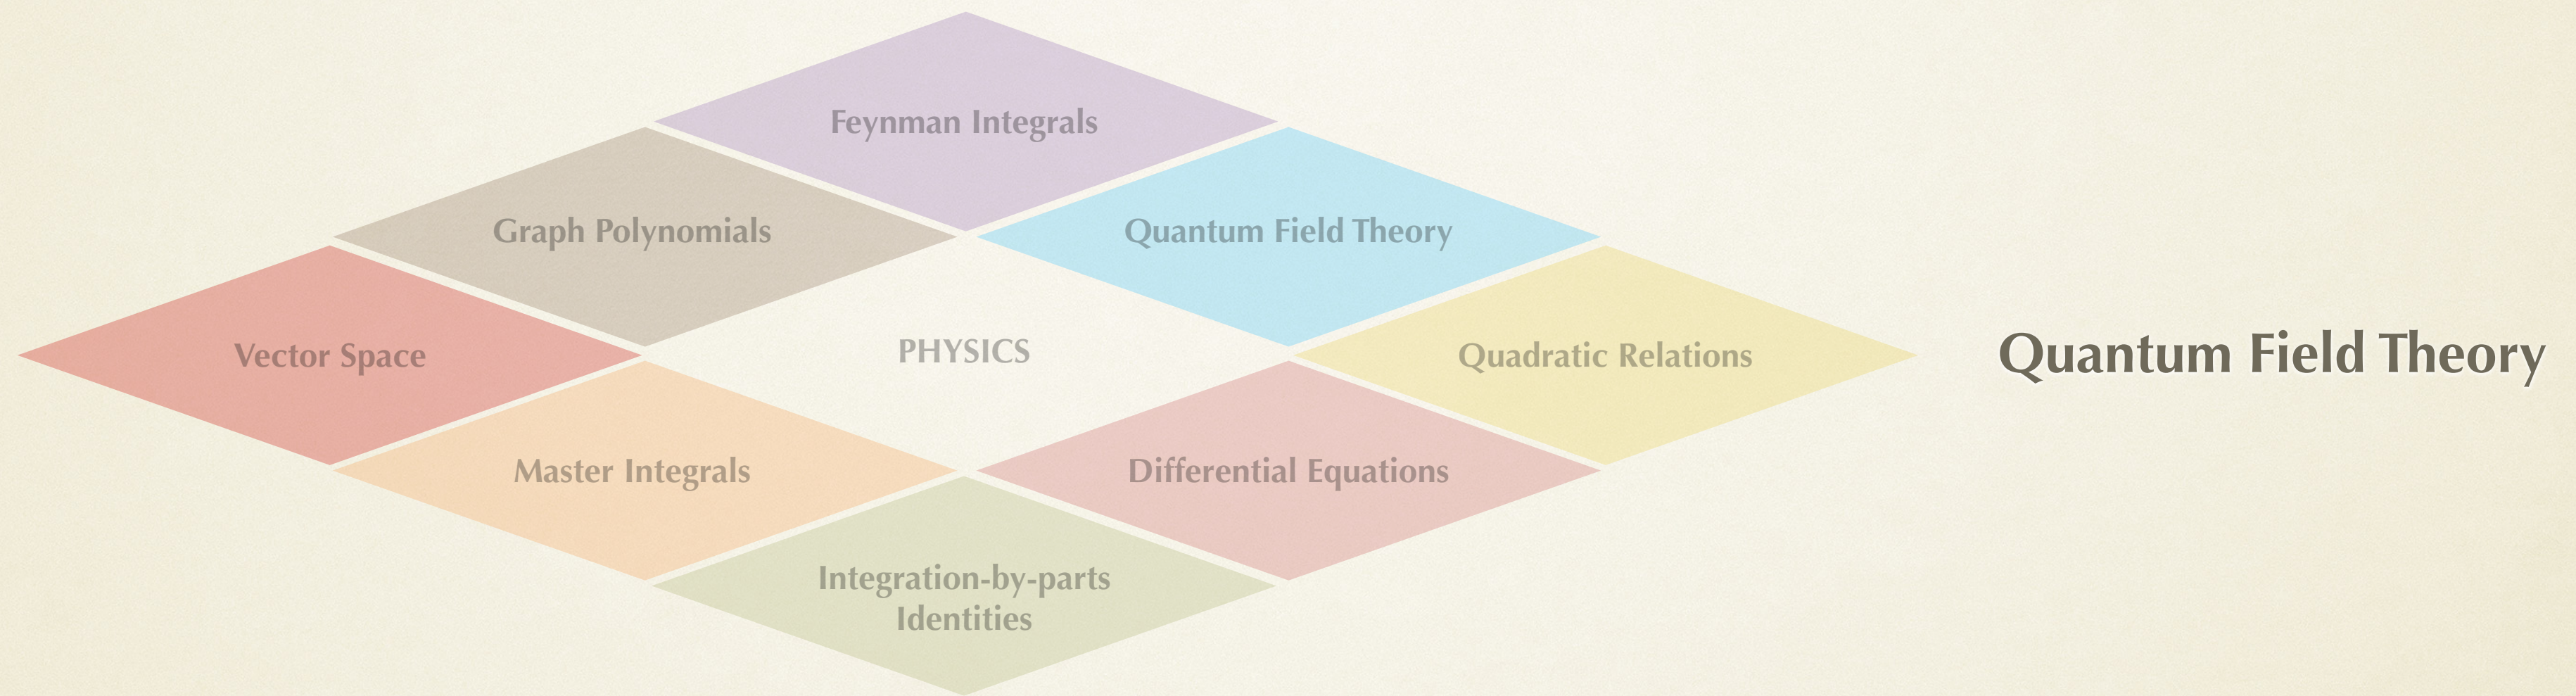 Feynman Integrals
Graph Polynomials
Quantum Field Theory
Vector Space
PHYSICS
Quadratic Relations
Quantum Field Theory
Master Integrals
Differential Equations
Integration-by-parts
Identities